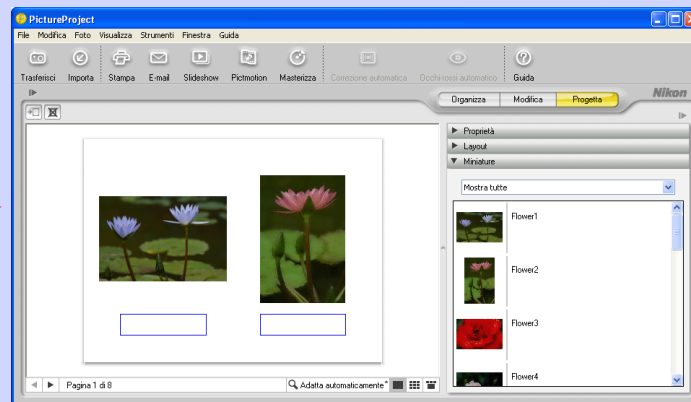 PictureProject
File Modifica Foto Visualizza Strumenti Finestra Guida
Trasferisci Importa Stampa E-mail Slideshow Pictmotion Masterizza Correzione automatica Occhi-rossi automatico Guida
Organizza Modifica Progetta Nikon
Proprietà
Layout
Miniature
Mostra tutte
Flower1
Flower2
Flower3
Flower4
Pagina 1 di 8 Adatta automaticamente*